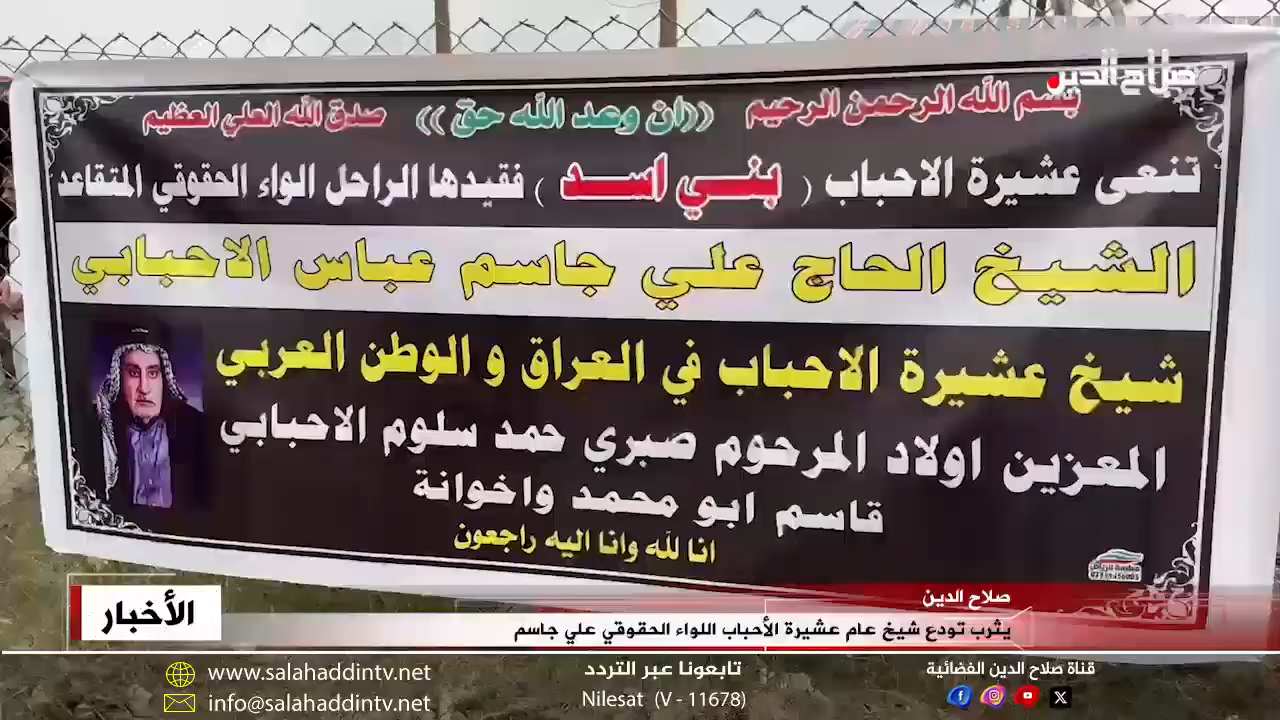 صلاح الدين
بسم الله الرحمن الرحيم ((ان وعد الله حق)) صدق الله العلي العظيم
تنعى عشيرة الاحباب ( بني اسد ) فقيدها الراحل الواء الحقوقي المتقاعد
الشيخ الحاج علي جاسم عباس الاحبابي
شيخ عشيرة الاحباب في العراق و الوطن العربي
المعزين اولاد المرحوم صبري حمد سلوم الاحبابي
قاسم ابو محمد واخوانة
انا لله وانا اليه راجعون
صلاح الدين
الأخبار
يثرب تودع شيخ عام عشيرة الأحباب اللواء الحقوقي علي جاسم
قناة صلاح الدين الفضائية
تابعونا عبر التردد
Nilesat (V - 11678)
www.salahaddintv.net
info@salahaddintv.net